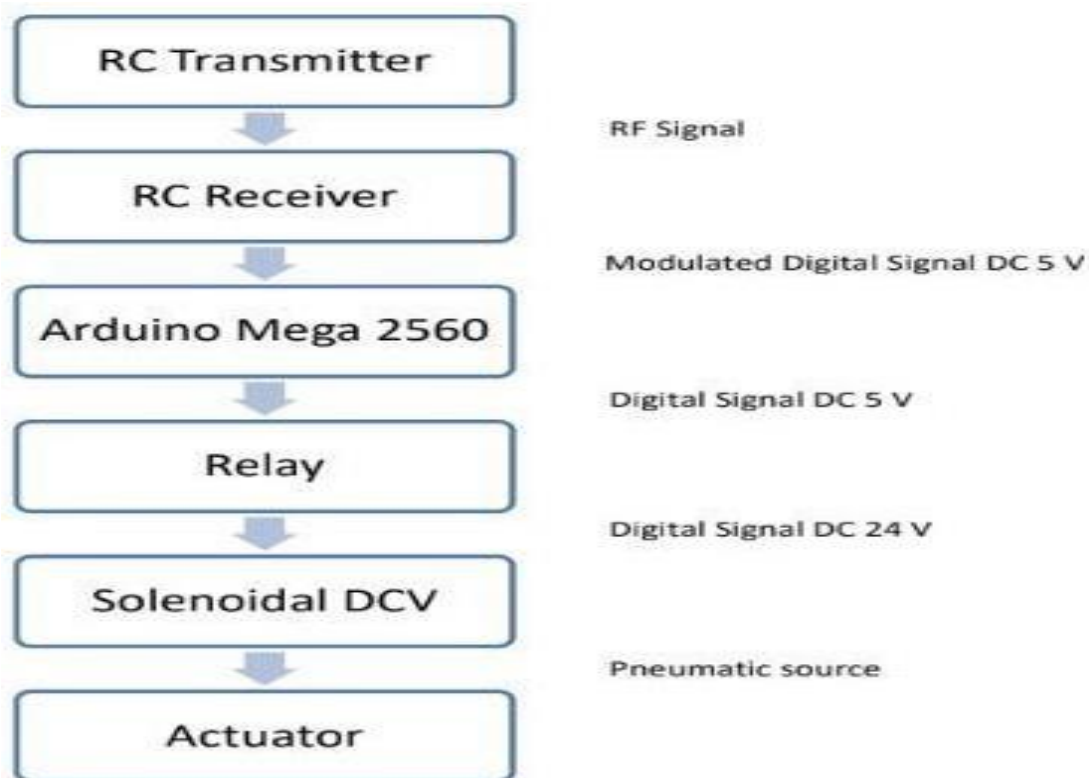 RC Transmitter
RF Signal
RC Receiver
Modulated Digital Signal DC 5 V
Arduino Mega 2560
Digital Signal DC 5 V
Relay
Digital Signal DC 24 V
Solenoidal DCV
Pneumatic source
Actuator